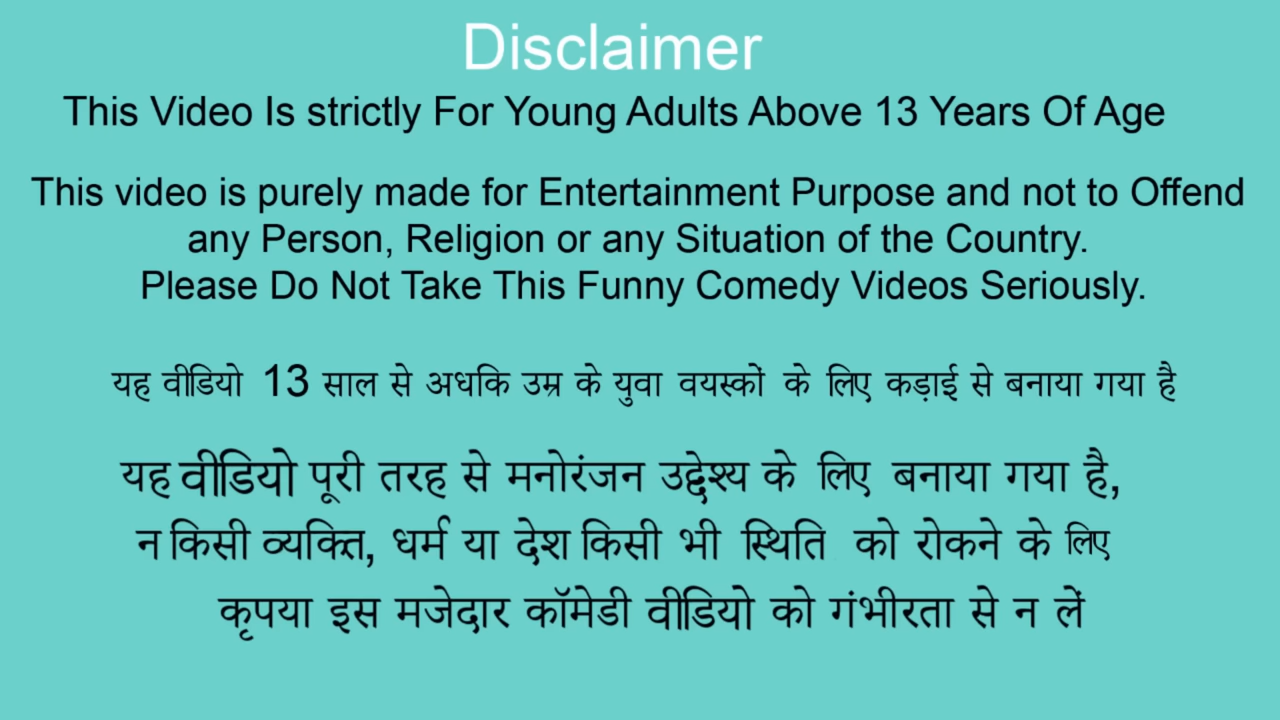 Disclaimer
This Video Is strictly For Young Adults Above 13 Years Of Age
This video is purely made for Entertainment Purpose and not to Offend
any Person, Religion or any Situation of the Country.
Please Do Not Take This Funny Comedy Videos Seriously.
यह वीडियो 13 साल से अधकि उम्र के युवा वयस्कों के लिए कड़ाई से बनाया गया है
यह वीडियो पूरी तरह से मनोरंजन उद्देश्य के लिए बनाया गया है,
न किसी व्यक्ति, धर्म या देश किसी भी स्थिति को रोकने के लिए
कृपया इस मजेदार कॉमेडी वीडियो को गंभीरता से न लें